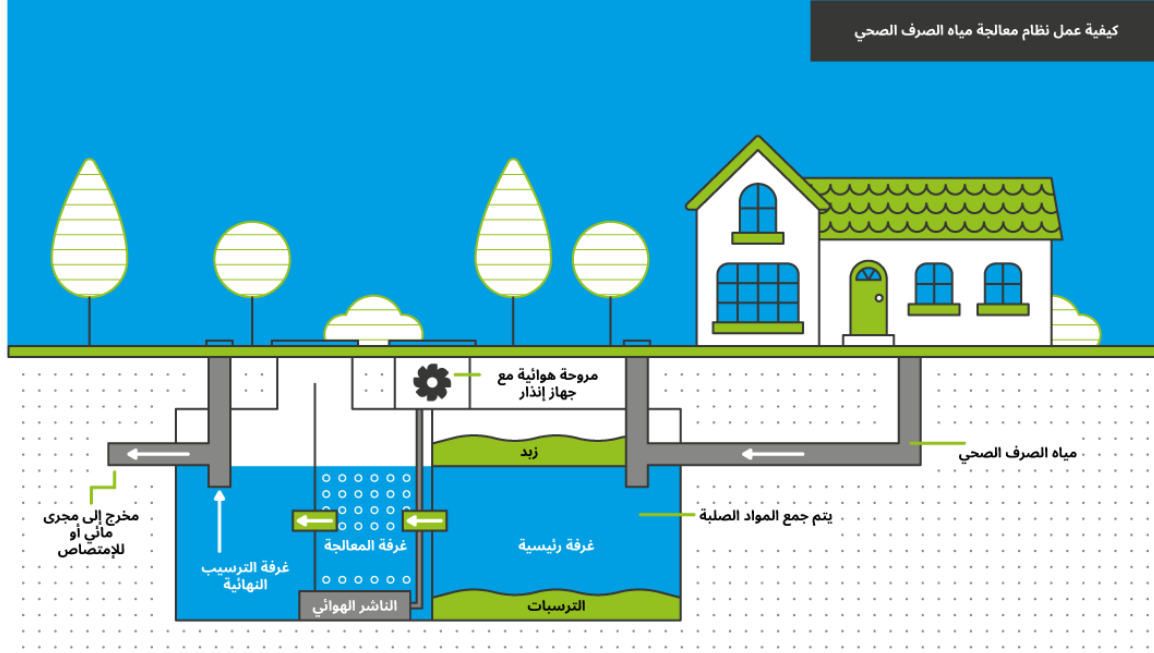 كيفية عمل نظام معالجة مياه الصرف الصحي
مروحة هوائية مع
جهاز إنذار
زبد
مياه الصرف الصحي
يتم جمع المواد الصلبة
مخرج إلى مجرى
مائي أو
للإمتصاص
غرفة رئيسية
غرفة المعالجة
غرفة الترسيب
النهائية
الناشر الهوائي
الترسبات